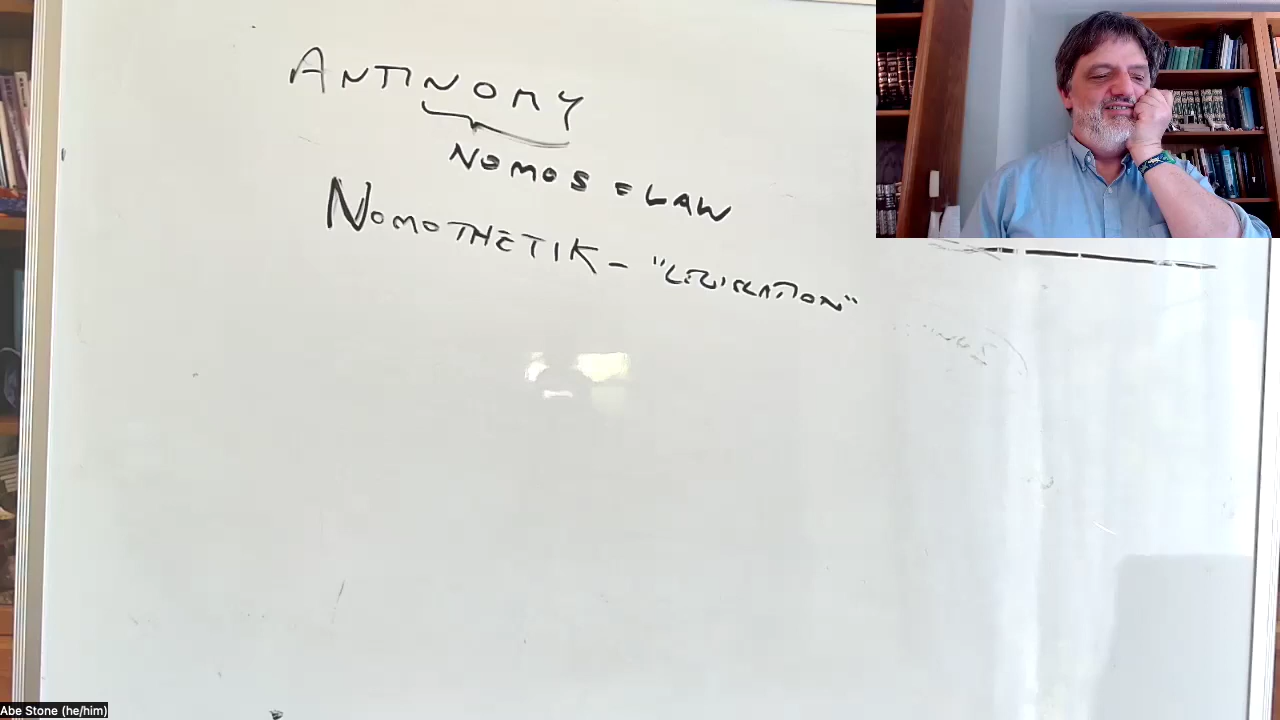 ANTINOMY
NOMOS = LAW
NOMOTHETIK – "LEGISLATION"
Abe Stone (he/him)